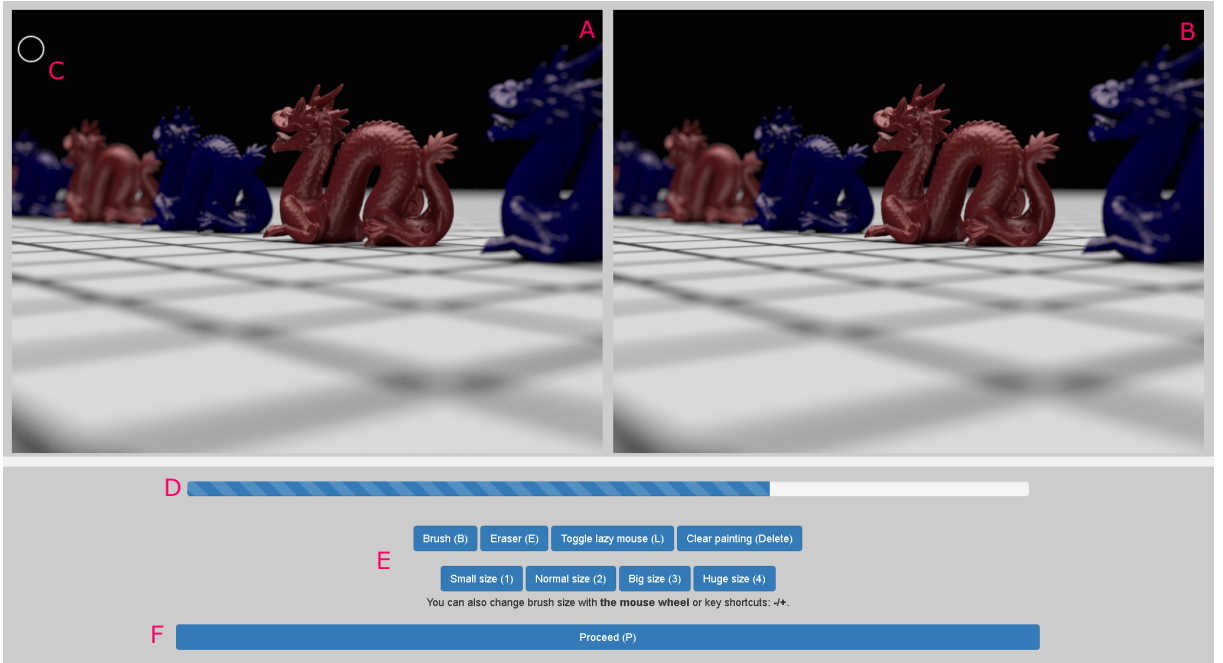 A
B
C
D
Brush (B) Eraser (E) Toggle lazy mouse (L) Clear painting (Delete)
E
Small size (1) Normal size (2) Big size (3) Huge size (4)
You can also change brush size with the mouse wheel or key shortcuts: -/+.
F
Proceed (P)